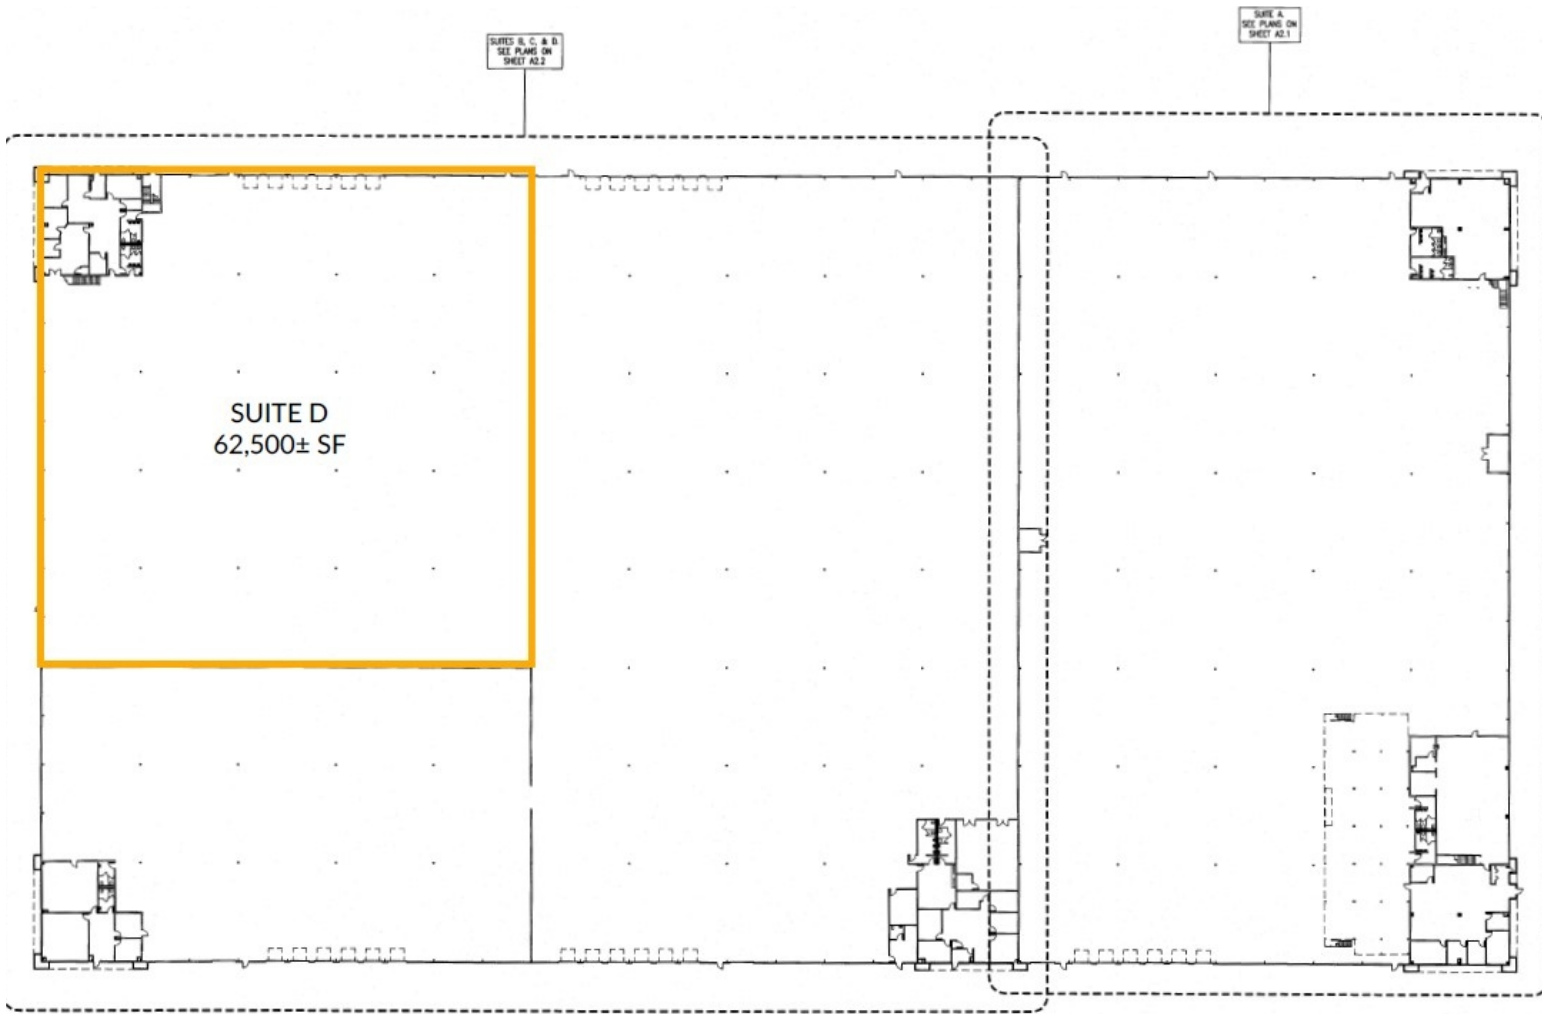 SUITES B, C, & D.
SEE PLANS ON
SHEET A2.2
SUITE A.
SEE PLANS ON
SHEET A2.1
SUITE D
62,500± SF